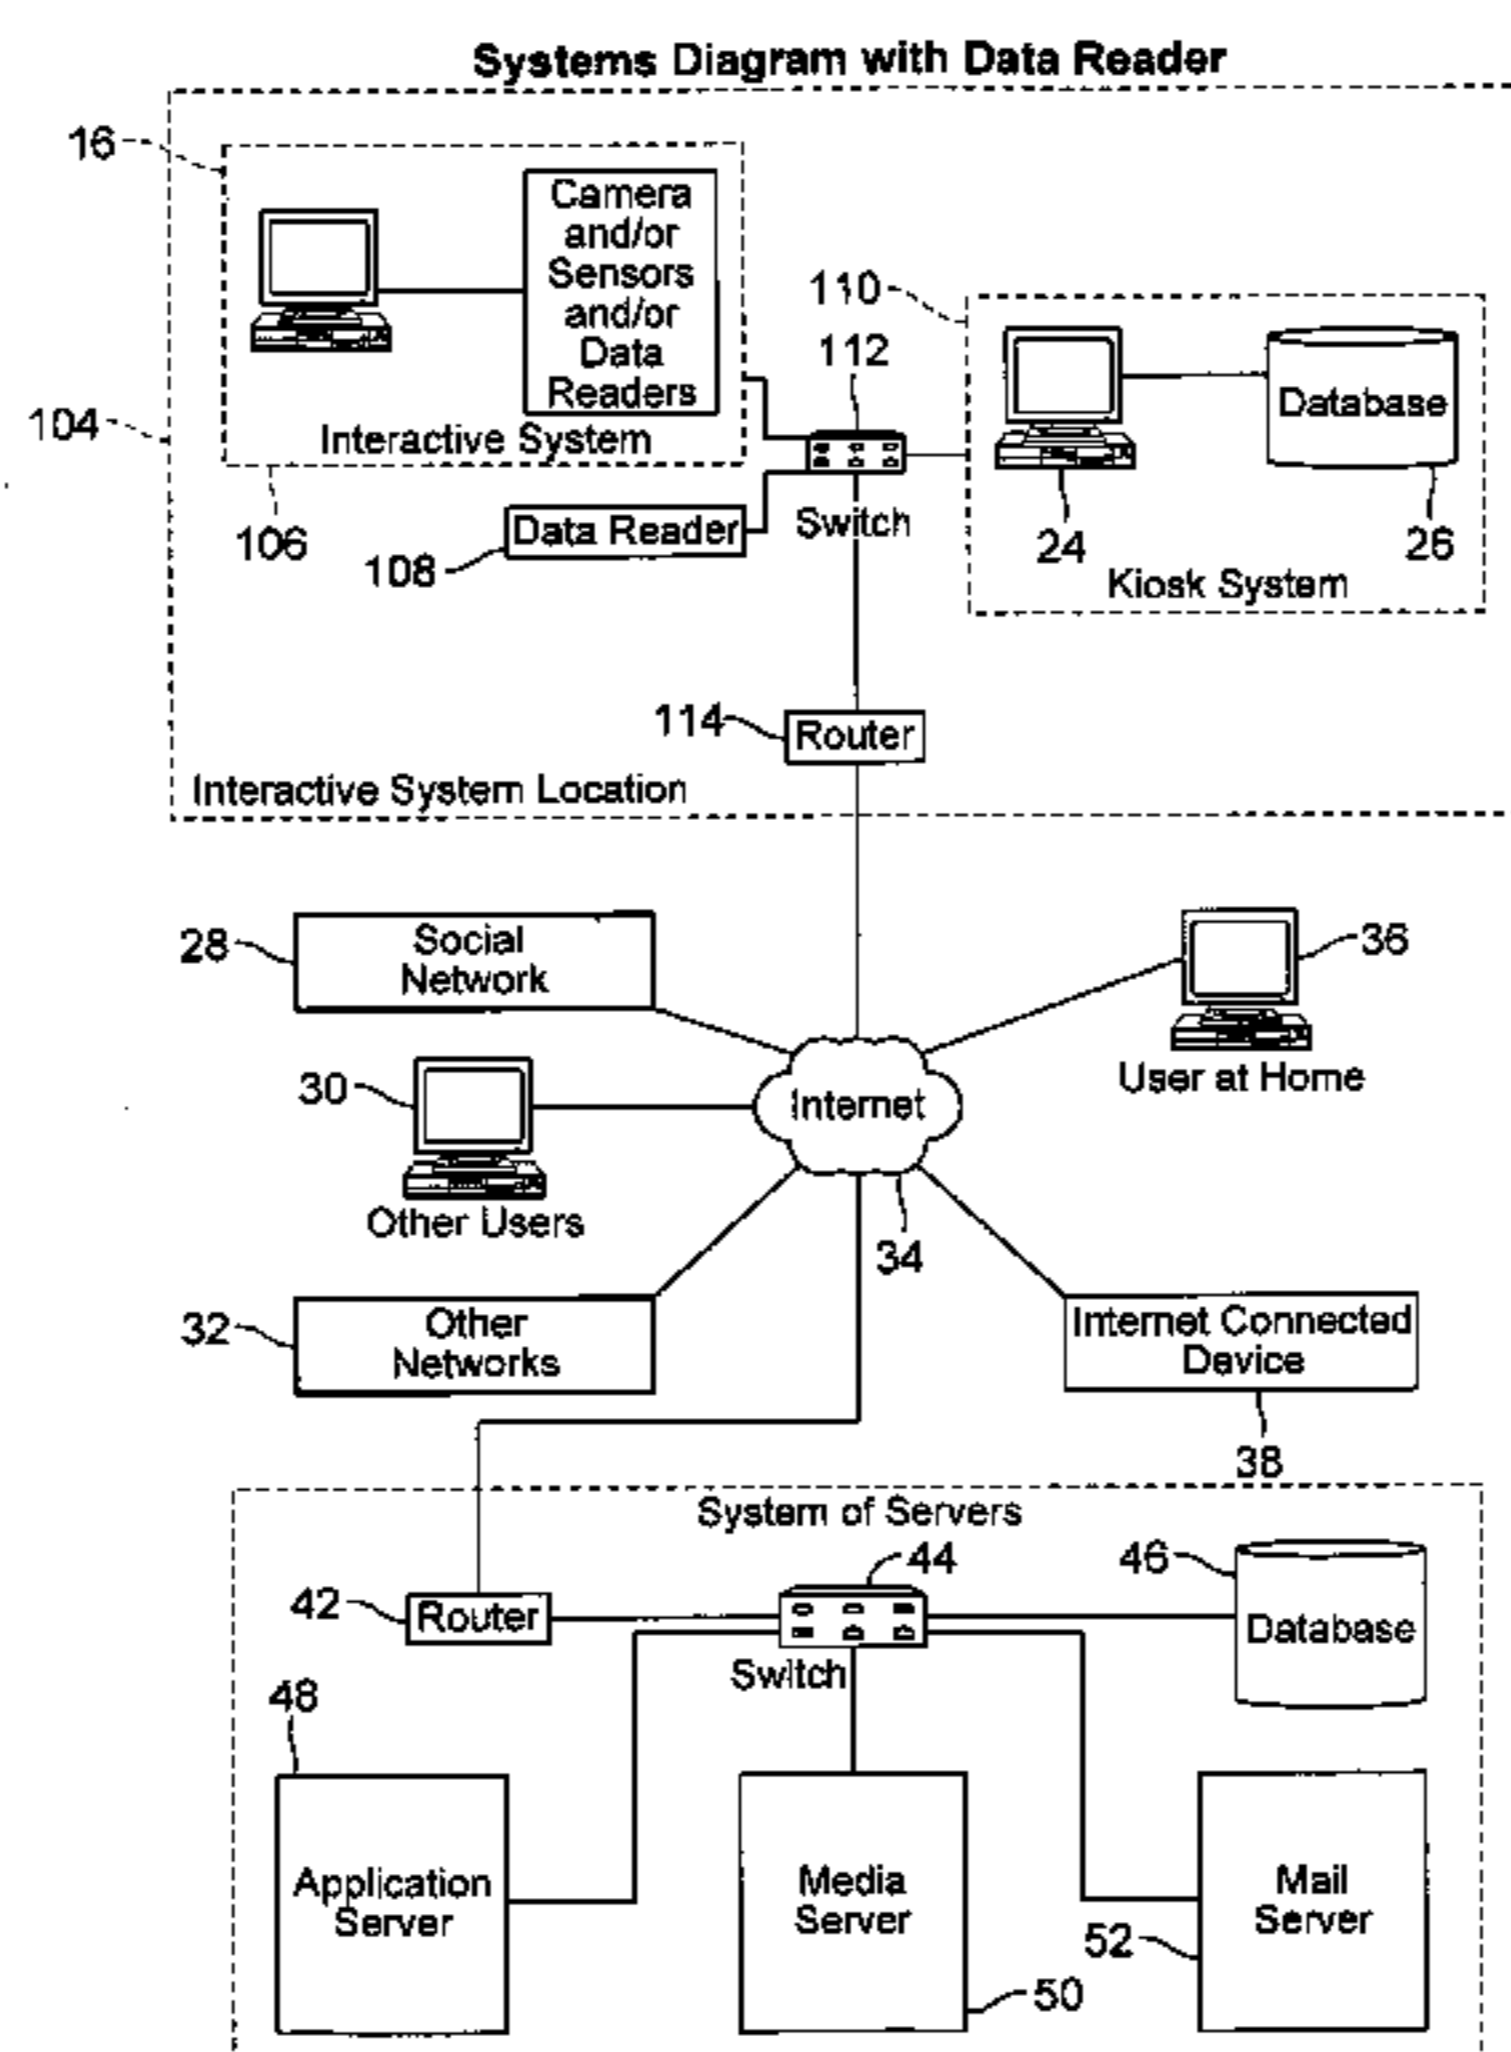 Systems Diagram with Data Reader
16
Camera
and/or
Sensors
and/or
Data
Readers
110
112
Database
104
Interactive System
106
Data Reader
108
Switch
24
26
Kiosk System
114
Router
Interactive System Location
28
Social
Network
36
30
Internet
User at Home
Other Users
34
32
Other
Networks
Internet Connected
Device
38
System of Servers
44
46
42
Router
Database
Switch
48
Application
Server
Media
Server
Mail
Server
52
50